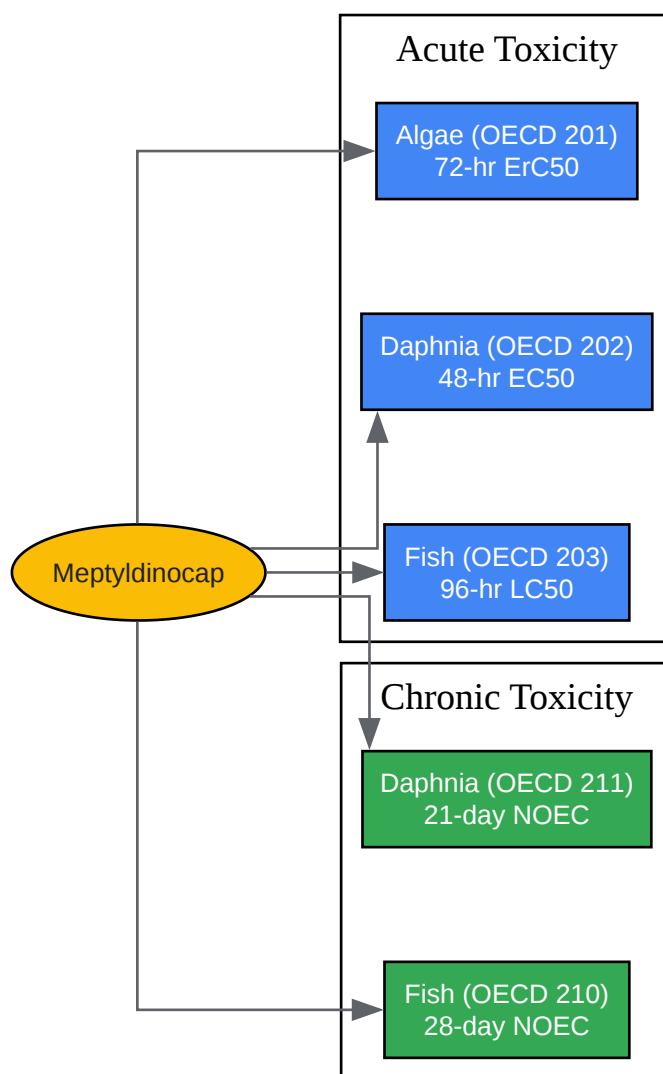 Acute Toxicity
Algae (OECD 201)
72-hr ErC50
Daphnia (OECD 202)
48-hr EC50
Meptyldinocap
Fish (OECD 203)
96-hr LC50
Chronic Toxicity
Daphnia (OECD 211)
21-day NOEC
Fish (OECD 210)
28-day NOEC